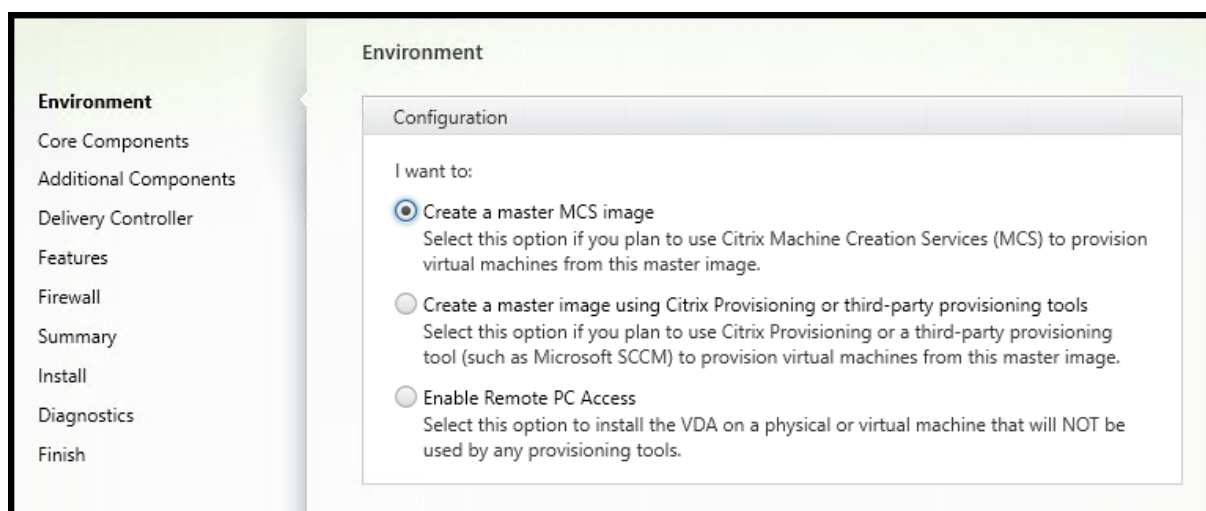 Environment
Core Components
Additional Components
Delivery Controller
Features
Firewall
Summary
Install
Diagnostics
Finish
Environment
Configuration
I want to:
Create a master MCS image
Select this option if you plan to use Citrix Machine Creation Services (MCS) to provision
virtual machines from this master image.
Create a master image using Citrix Provisioning or third-party provisioning tools
Select this option if you plan to use Citrix Provisioning or a third-party provisioning
tool (such as Microsoft SCCM) to provision virtual machines from this master image.
Enable Remote PC Access
Select this option to install the VDA on a physical or virtual machine that will NOT be
used by any provisioning tools.